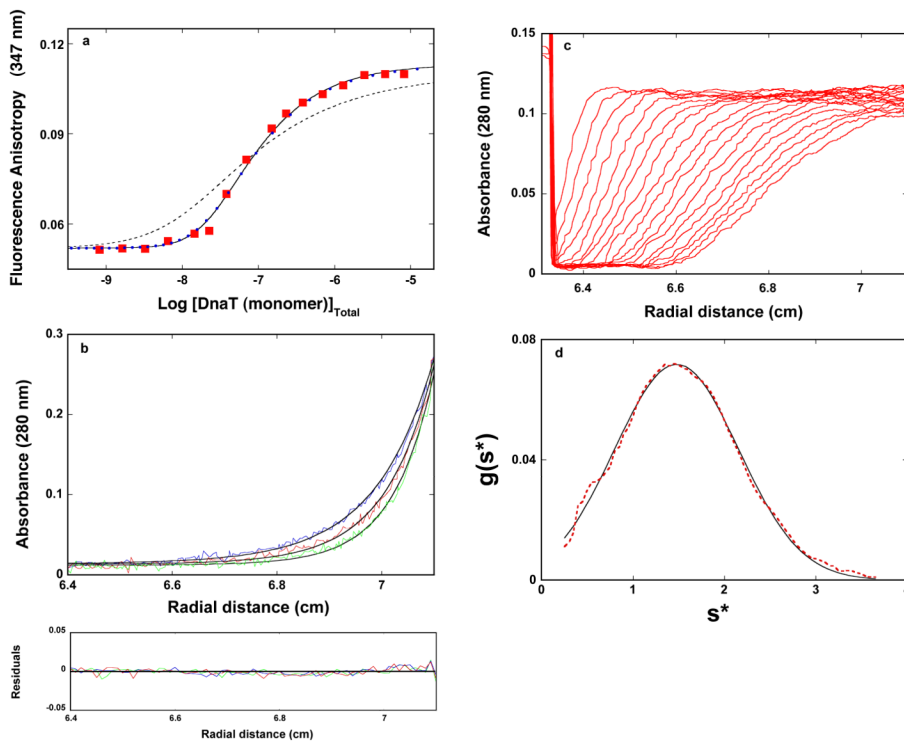 a
Fluorescence Anisotropy (347 nm)
0.12
0.09
0.06
-9
-8
-7
-6
-5
Log [DnaT (monomer)]Total
c
Absorbance (280 nm)
0.15
0.1
0.05
0
6.4
6.6
6.8
7
Radial distance (cm)
b
Absorbance (280 nm)
0.3
0.2
0.1
0
6.4
6.6
6.8
7
Radial distance (cm)
Residuals
0.05
0
-0.05
6.4
6.6
6.8
7
Radial distance (cm)
d
g(s*)
0.08
0.04
0
0
1
2
3
4
s*